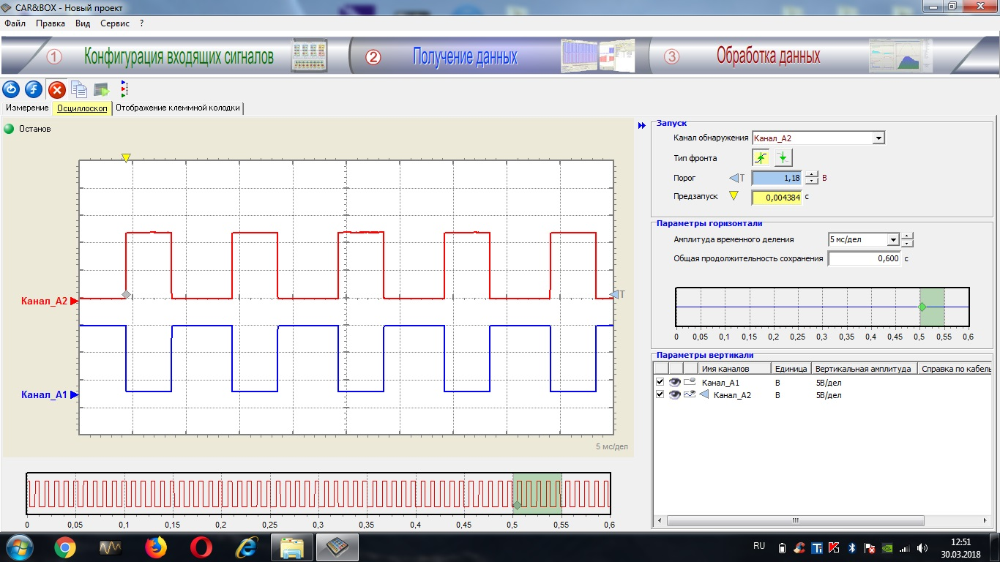 CAR&BOX - Новый проект
Файл Правка Вид Сервис ?
1 Конфигурация входящих сигналов 2 Получение данных 3 Обработка данных
Измерение Осциллоскоп Отображение клеммной колодки
Останов
Запуск
Канал обнаружения Канал_A2
Тип фронта
Порог T 1,18 В
Предзапуск 0,004384 с
Параметры горизонтали
Амплитуда временного деления 5 мс/дел
Общая продолжительность сохранения 0,600 с
0 0,05 0,1 0,15 0,2 0,25 0,3 0,35 0,4 0,45 0,5 0,55 0,6
Канал_A2
T
Канал_A1
5 мс/дел
Параметры вертикали
Имя каналов Единица Вертикальная амплитуда Справка по кабель
Канал_A1 В 5В/дел
Канал_A2 В 5В/дел
0 0,05 0,1 0,15 0,2 0,25 0,3 0,35 0,4 0,45 0,5 0,55 0,6
RU
12:51
30.03.2018